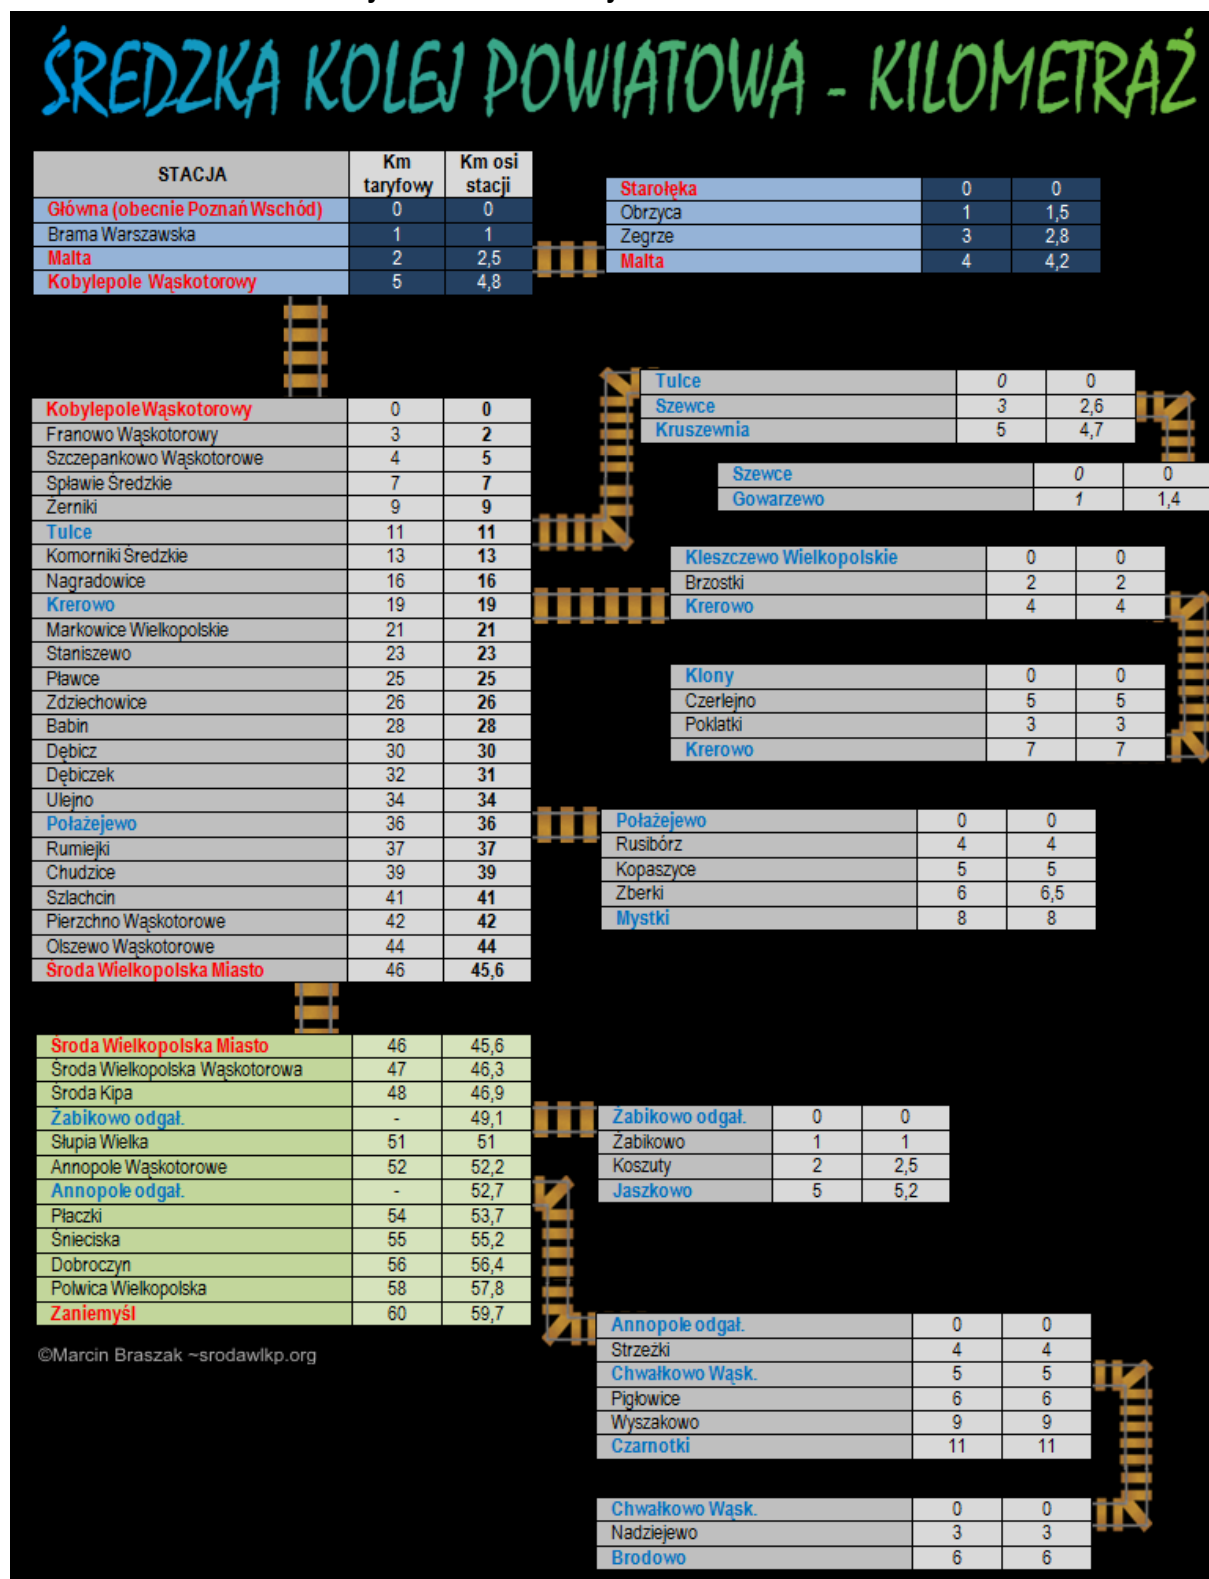 ŚREDZKA KOLEJ POWIATOWA - KILOMETRAŻ
STACJA Km taryfowy Km osi stacji
Główna (obecnie Poznań Wschód) 0 0
Brama Warszawska 1 1
Malta 2 2,5
Kobylepole Wąskotorowy 5 4,8
Starołęka 0 0
Obrzyca 1 1,5
Zegrze 3 2,8
Malta 4 4,2
Kobylepole Wąskotorowy 0 0
Franowo Wąskotorowy 3 2
Szczepankowo Wąskotorowe 4 5
Spławie Średzkie 7 7
Żerniki 9 9
Tulce 11 11
Komorniki Średzkie 13 13
Nagradowice 16 16
Krerowo 19 19
Markowice Wielkopolskie 21 21
Staniszewo 23 23
Pławce 25 25
Zdziechowice 26 26
Babin 28 28
Dębicz 30 30
Dębiczek 32 31
Ulejno 34 34
Połażejewo 36 36
Rumiejki 37 37
Chudzice 39 39
Szlachcin 41 41
Pierzchno Wąskotorowe 42 42
Olszewo Wąskotorowe 44 44
Środa Wielkopolska Miasto 46 45,6
Tulce 0 0
Szewce 3 2,6
Kruszewnia 5 4,7
Szewce 0 0
Gowarzewo 1 1,4
Kleszczewo Wielkopolskie 0 0
Brzostki 2 2
Krerowo 4 4
Klony 0 0
Czerlejno 5 5
Poklatki 3 3
Krerowo 7 7
Połażejewo 0 0
Rusibórz 4 4
Kopaszyce 5 5
Zberki 6 6,5
Mystki 8 8
Środa Wielkopolska Miasto 46 45,6
Środa Wielkopolska Wąskotorowa 47 46,3
Środa Kipa 48 46,9
Żabikowo odgał. - 49,1
Słupia Wielka 51 51
Annopole Wąskotorowe 52 52,2
Annopole odgał. - 52,7
Płaczki 54 53,7
Śnieciska 55 55,2
Dobroczyn 56 56,4
Polwica Wielkopolska 58 57,8
Zaniemyśl 60 59,7
Żabikowo odgał. 0 0
Żabikowo 1 1
Koszuty 2 2,5
Jaszkowo 5 5,2
Annopole odgał. 0 0
Strzeżki 4 4
Chwałkowo Wąsk. 5 5
Pigłowice 6 6
Wyszakowo 9 9
Czarnotki 11 11
Chwałkowo Wąsk. 0 0
Nadziejewo 3 3
Brodowo 6 6
©Marcin Braszak ~srodawlkp.org